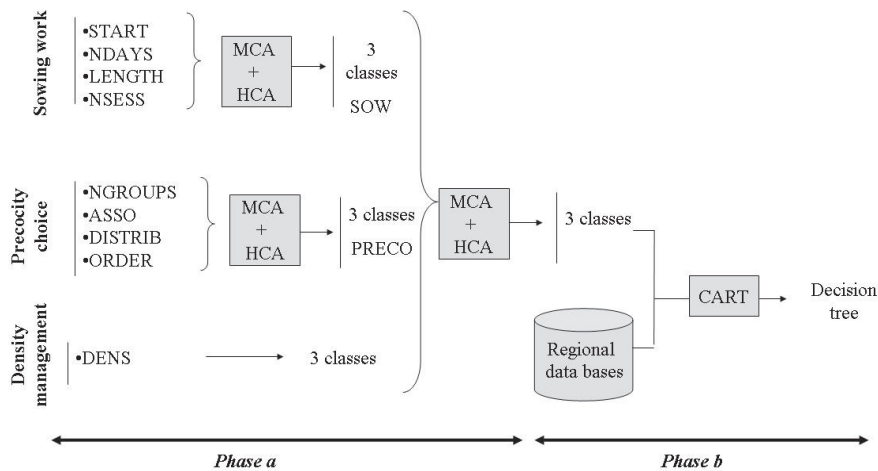 Sowing work
•START
•NDAYS
•LENGTH
•NSESS
MCA
+
HCA
3
classes
SOW
Precocity
choice
•NGROUPS
•ASSO
•DISTRIB
•ORDER
MCA
+
HCA
3 classes
PRECO
MCA
+
HCA
3 classes
CART
Decision
tree
Regional
data bases
Density
management
•DENS
3 classes
Phase a
Phase b